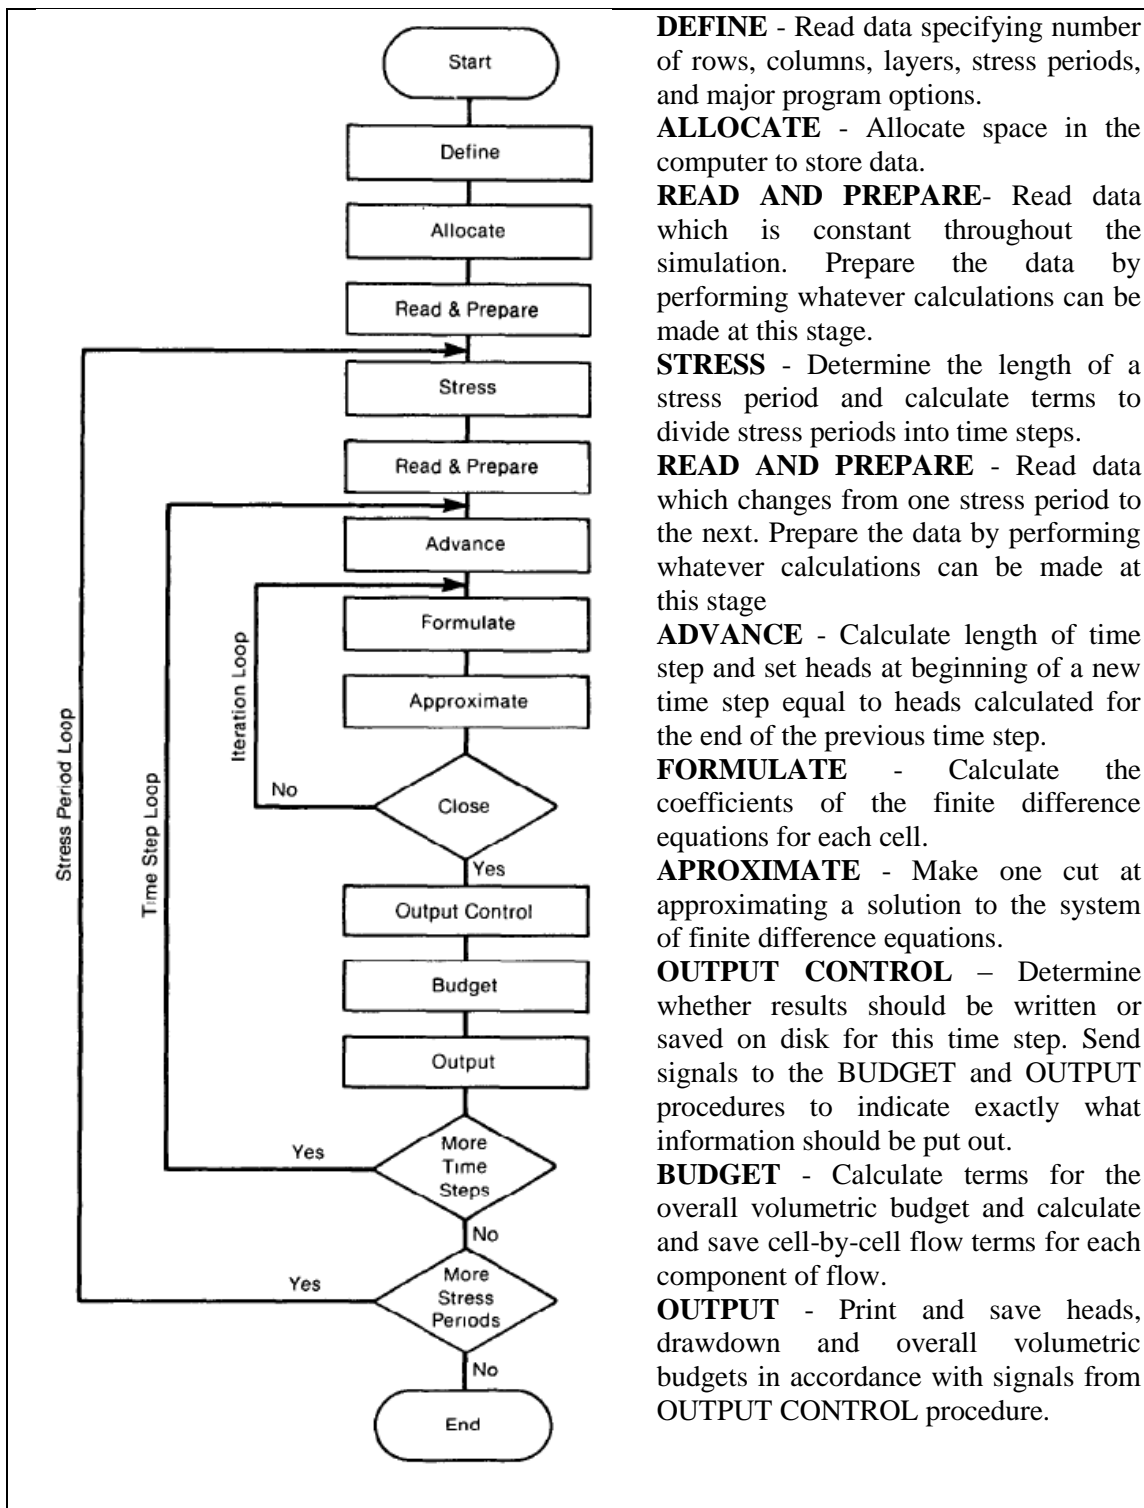 Start
Define
Allocate
Read & Prepare
Stress
Read & Prepare
Advance
Formulate
Approximate
Close
No
Yes
Output Control
Budget
Output
More
Time
Steps
Yes
No
More
Stress
Periods
Yes
No
End
Iteration Loop
Time Step Loop
Stress Period Loop
DEFINE - Read data specifying number
of rows, columns, layers, stress periods,
and major program options.
ALLOCATE - Allocate space in the
computer to store data.
READ AND PREPARE- Read data
which is constant throughout the
simulation. Prepare the data by
performing whatever calculations can be
made at this stage.
STRESS - Determine the length of a
stress period and calculate terms to
divide stress periods into time steps.
READ AND PREPARE - Read data
which changes from one stress period to
the next. Prepare the data by performing
whatever calculations can be made at
this stage
ADVANCE - Calculate length of time
step and set heads at beginning of a new
time step equal to heads calculated for
the end of the previous time step.
FORMULATE - Calculate the
coefficients of the finite difference
equations for each cell.
APROXIMATE - Make one cut at
approximating a solution to the system
of finite difference equations.
OUTPUT CONTROL – Determine
whether results should be written or
saved on disk for this time step. Send
signals to the BUDGET and OUTPUT
procedures to indicate exactly what
information should be put out.
BUDGET - Calculate terms for the
overall volumetric budget and calculate
and save cell-by-cell flow terms for each
component of flow.
OUTPUT - Print and save heads,
drawdown and overall volumetric
budgets in accordance with signals from
OUTPUT CONTROL procedure.